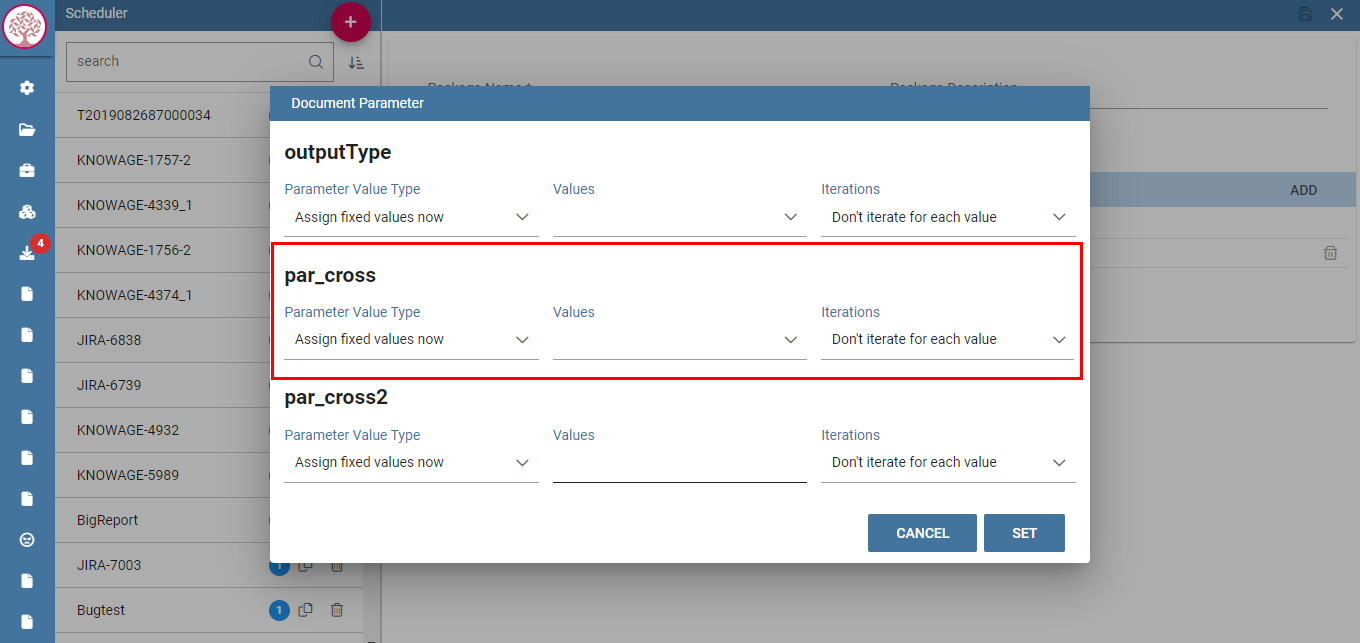 Scheduler
+
search
Package Name *
Package Description
T2019082687000034
KNOWAGE-1757-2
KNOWAGE-4339_1
KNOWAGE-1756-2
4
KNOWAGE-4374_1
JIRA-6838
JIRA-6739
KNOWAGE-4932
KNOWAGE-5989
BigReport
JIRA-7003
1
Bugtest
1
ADD
Document Parameter
outputType
Parameter Value Type Values Iterations
Assign fixed values now Don't iterate for each value
par_cross
Parameter Value Type Values Iterations
Assign fixed values now Don't iterate for each value
par_cross2
Parameter Value Type Values Iterations
Assign fixed values now Don't iterate for each value
CANCEL SET